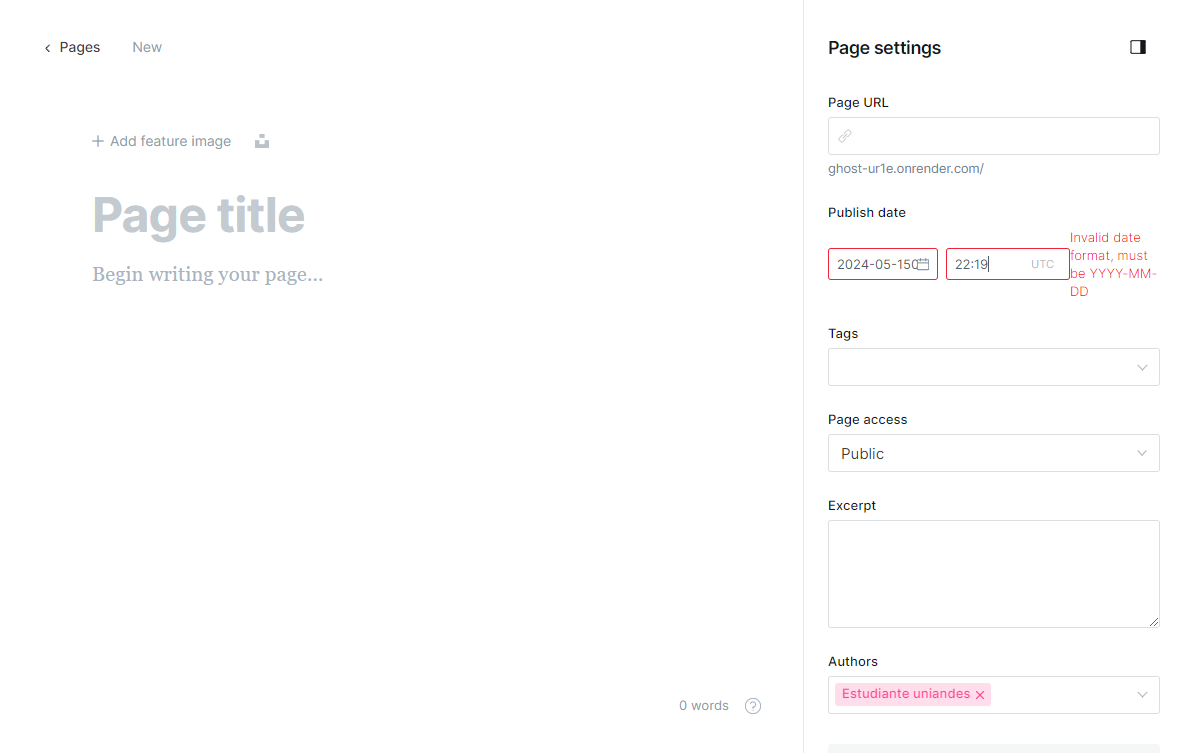 Pages New
Page settings
Page URL
Add feature image
ghost-ur1e.onrender.com/
Page title
Publish date
Begin writing your page...
2024-05-150
22:19
UTC
Invalid date
format, must
be YYYY-MM-
DD
Tags
Page access
Public
Excerpt
Authors
Estudiante uniandes
0 words